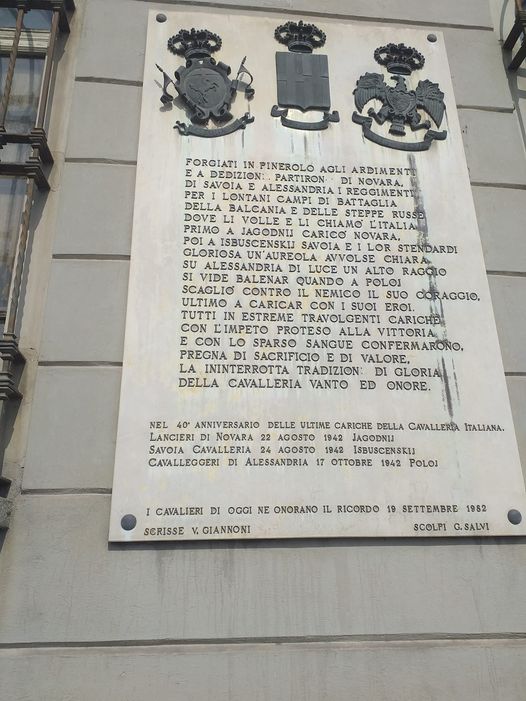 FORGIATI IN PINEROLO AGLI ARDIMENTI
E A DEDIZION: PARTIRON: DI NOVARA,
DI SAVOIA E ALESSANDRIA I REGGIMENTI
PER I LONTANI CAMPI DI BATTAGLIA
DELLA BALCANIA E DELLE STEPPE RUSSE
DOVE LI VOLLE E LI CHIAMO' L'ITALIA.
PRIMO A JAGODNIJ CARICO' NOVARA,
POI A ISBUSCENSKIJ SAVOIA E I LOR STENDARDI
GLORIOSA UN'AUREOLA AVVOLSE CHIARA.
SU ALESSANDRIA DI LUCE UN ALTO RAGGIO
SI VIDE BALENAR QUANDO A POLOJ
SCAGLIÒ CONTRO IL NEMICO IL SUO CORAGGIO,
ULTIMO A CARICAR CON I SUOI EROI.
TUTTI IN ESTREME TRAVOLGENTI CARICHE
CON L'IMPETO PROTESO ALLA VITTORIA
E CON LO SPARSO SANGUE CONFERMARONO,
PREGNA DI SACRIFICIO E DI VALORE,
LA ININTERROTTA TRADIZION: DI GLORIA
DELLA CAVALLERIA VANTO ED ONORE.
NEL 40° ANNIVERSARIO DELLE ULTIME CARICHE DELLA CAVALLERIA ITALIANA.
LANCIERI DI NOVARA 22 AGOSTO 1942 JAGODNIJ
SAVOIA CAVALLERIA 24 AGOSTO 1942 ISBUSCENSKIJ
CAVALLEGGERI DI ALESSANDRIA 17 OTTOBRE 1942 POLOJ
I CAVALIERI DI OGGI NE ONORANO IL RICORDO 19 SETTEMBRE 1982
SCRISSE V. GIANNONI SCOLPI G. SALVI